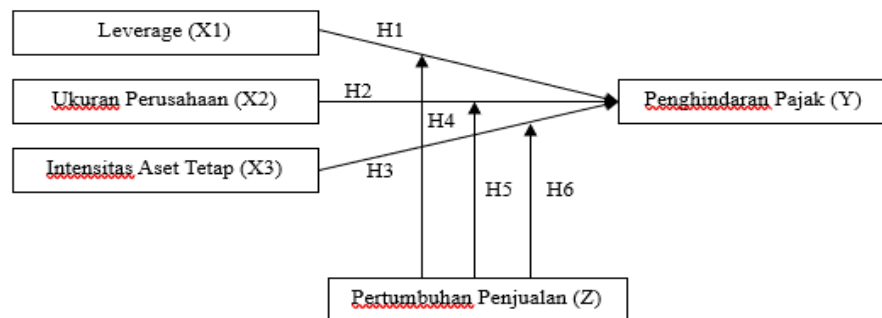 Leverage (X1)
H1
Ukuran Perusahaan (X2)
H2
Penghindaran Pajak (Y)
H4
Intensitas Aset Tetap (X3)
H3
H5
H6
Pertumbuhan Penjualan (Z)